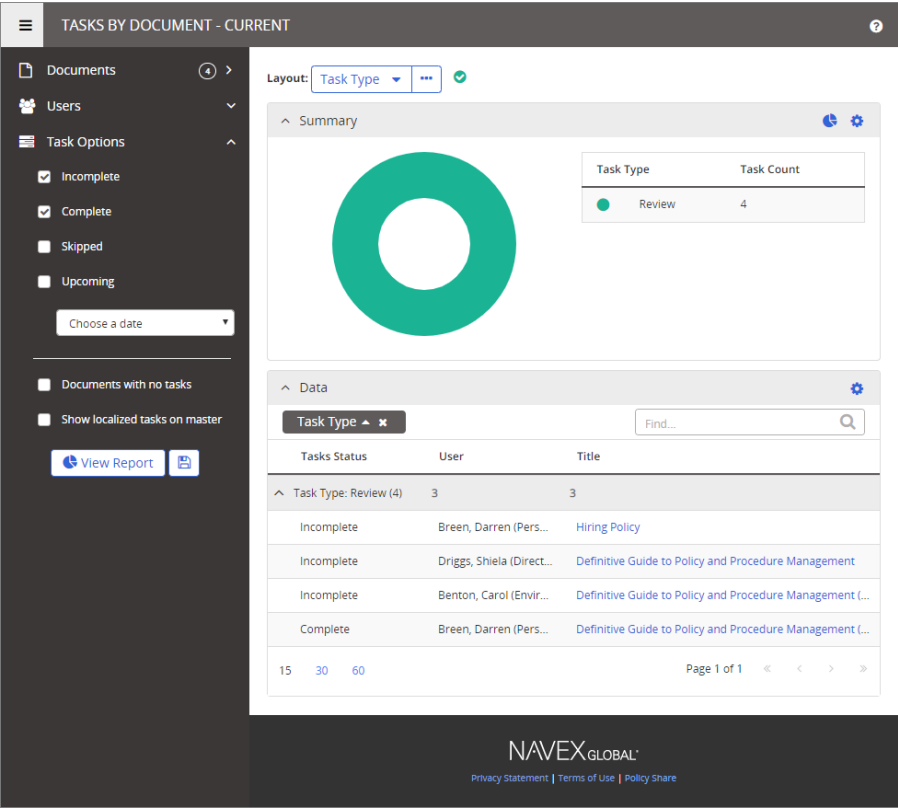 TASKS BY DOCUMENT - CURRENT
?
Documents 4
Users
Task Options
Incomplete
Complete
Skipped
Upcoming
Choose a date
Documents with no tasks
Show localized tasks on master
View Report
Layout: Task Type ...
Summary
Task Type Task Count
Review 4
Data
Task Type
Find...
Tasks Status User Title
Task Type: Review (4) 3 3
Incomplete Breen, Darren (Pers... Hiring Policy
Incomplete Driggs, Shiela (Direct... Definitive Guide to Policy and Procedure Management
Incomplete Benton, Carol (Envir... Definitive Guide to Policy and Procedure Management (...
Complete Breen, Darren (Pers... Definitive Guide to Policy and Procedure Management (...
15 30 60 Page 1 of 1 « < > »
NAVEX GLOBAL
Privacy Statement | Terms of Use | Policy Share